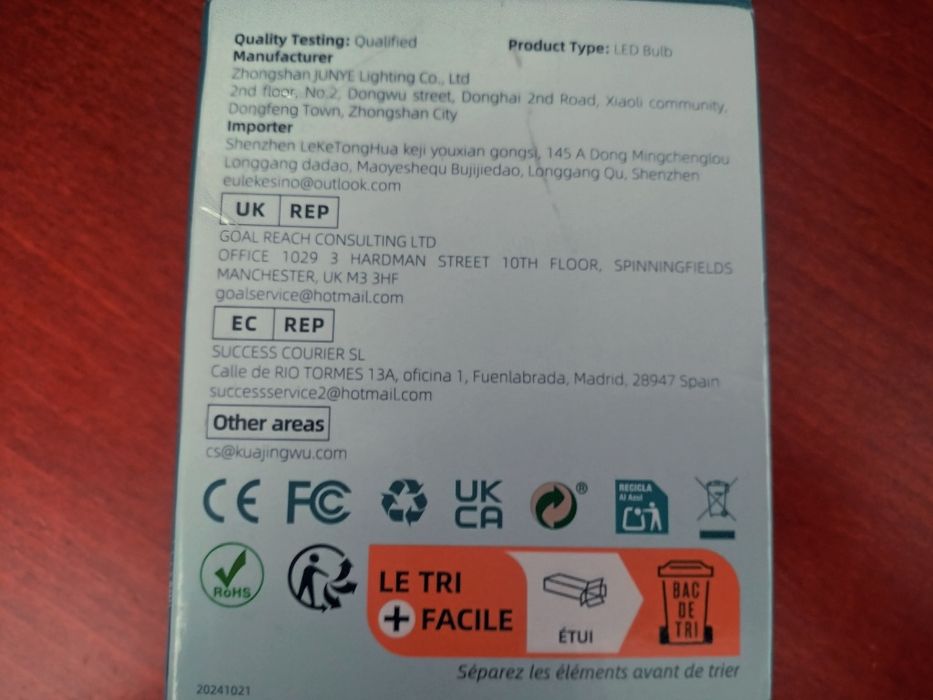 Quality Testing: Qualified
Product Type: LED Bulb
Manufacturer
Zhongshan JUNYE Lighting Co., Ltd
2nd floor, No.2, Dongwu street, Donghai 2nd Road, Xiaoli community,
Dongfeng Town, Zhongshan City
Importer
Shenzhen LeKeTongHua keji youxian gongsi, 145 A Dong Mingchenglou
Longgang dadao, Maoyeshequ Bujijiedao, Longgang Qu, Shenzhen
eulekesino@outlook.com
UK REP
GOAL REACH CONSULTING LTD
OFFICE 1029 3 HARDMAN STREET 10TH FLOOR, SPINNINGFIELDS
MANCHESTER, UK M3 3HF
goalservice@hotmail.com
EC REP
SUCCESS COURIER SL
Calle de RIO TORMES 13A, oficina 1, Fuenlabrada, Madrid, 28947 Spain
successservice2@hotmail.com
Other areas
cs@kuajingwu.com
CE FC UK
CA ®
RECICLA
Al Azul
RoHS
LE TRI
+ FACILE
ÉTUI
BAC
DE
TRI
Séparez les éléments avant de trier
20241021